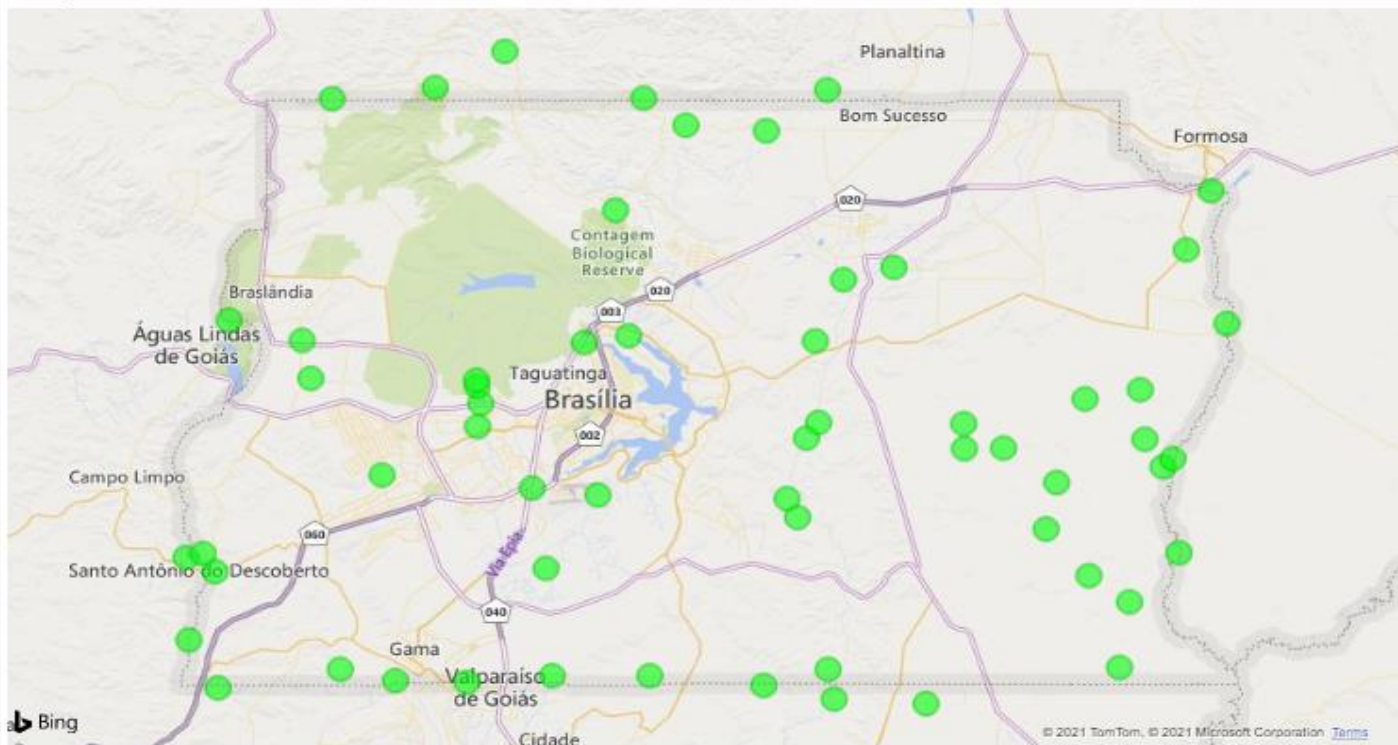 Planaltina
Bom Sucesso
Formosa
020
Contagem
Biological
Reserve
020
Braslândia
003
Águas Lindas
de Goiás
Taguatinga
Brasília
002
Campo Limpo
060
Santo Antônio do Descoberto
Via Epia
040
Gama
Valparaíso
de Goiás
Bing
Cidade
© 2021 TomTom, © 2021 Microsoft Corporation Terms